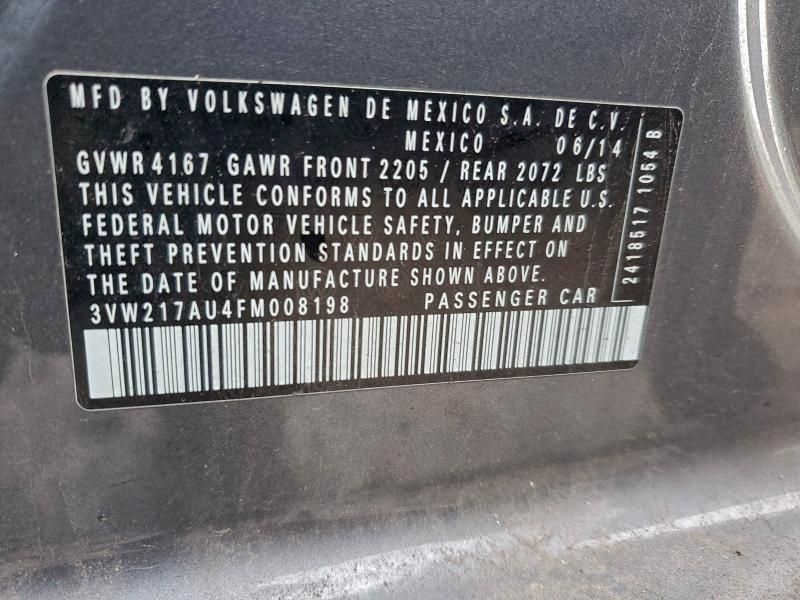 MFD BY VOLKSWAGEN DE MEXICO S.A. DE C.V.
MEXICO 06/14
GVWR 4167 GAWR FRONT 2205 / REAR 2072 LBS
THIS VEHICLE CONFORMS TO ALL APPLICABLE U.S.
FEDERAL MOTOR VEHICLE SAFETY, BUMPER AND
THEFT PREVENTION STANDARDS IN EFFECT ON
THE DATE OF MANUFACTURE SHOWN ABOVE.
3VW217AU4FM008198 PASSENGER CAR
2418517 1054 B